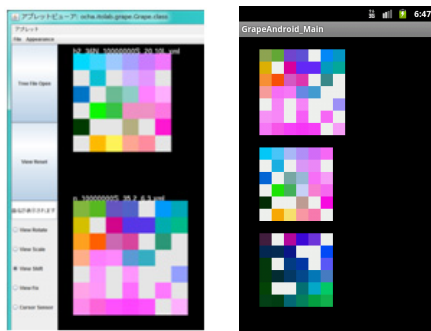 アプレットビューア: ocha.itolab.grape.Grape.class
アプレット
File Appearance
Tree File Open
View Reset
View Rotate
View Scale
View Shift
View Fix
Cursor Sensor
3G
6:47
GrapeAndroid_Main